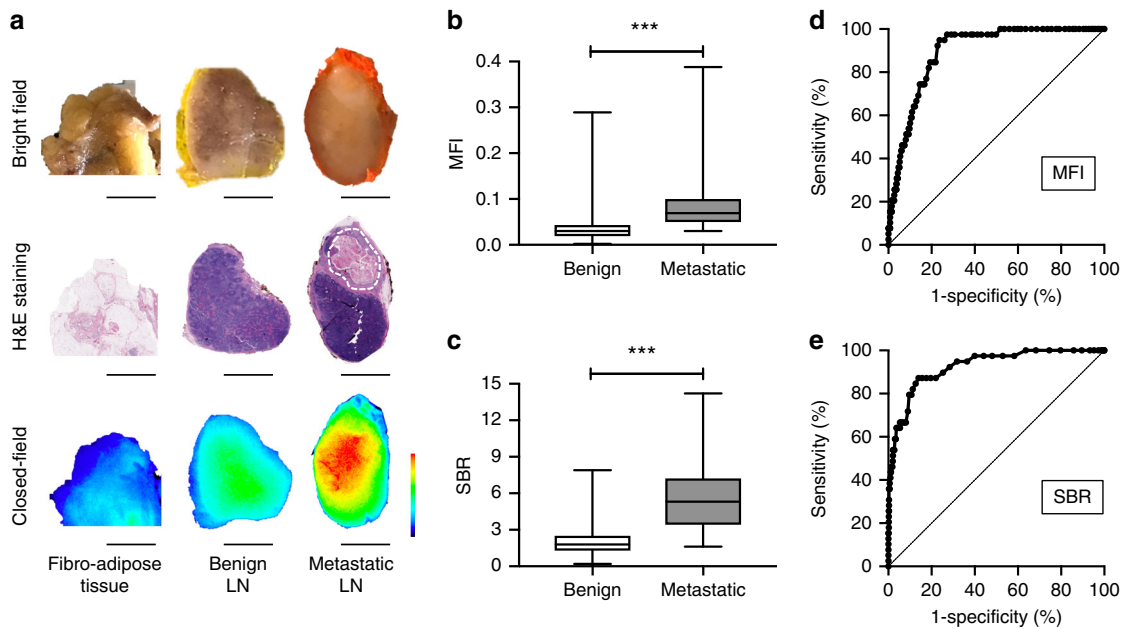 a
Bright field
H&E staining
Closed-field
Fibro-adipose
tissue
Benign
LN
Metastatic
LN
b
***
MFI
0.4
0.3
0.2
0.1
0.0
Benign
Metastatic
c
***
SBR
15
12
9
6
3
0
Benign
Metastatic
d
Sensitivity (%)
100
80
60
40
20
0
MFI
0
20
40
60
80
100
1-specificity (%)
e
Sensitivity (%)
100
80
60
40
20
0
SBR
0
20
40
60
80
100
1-specificity (%)